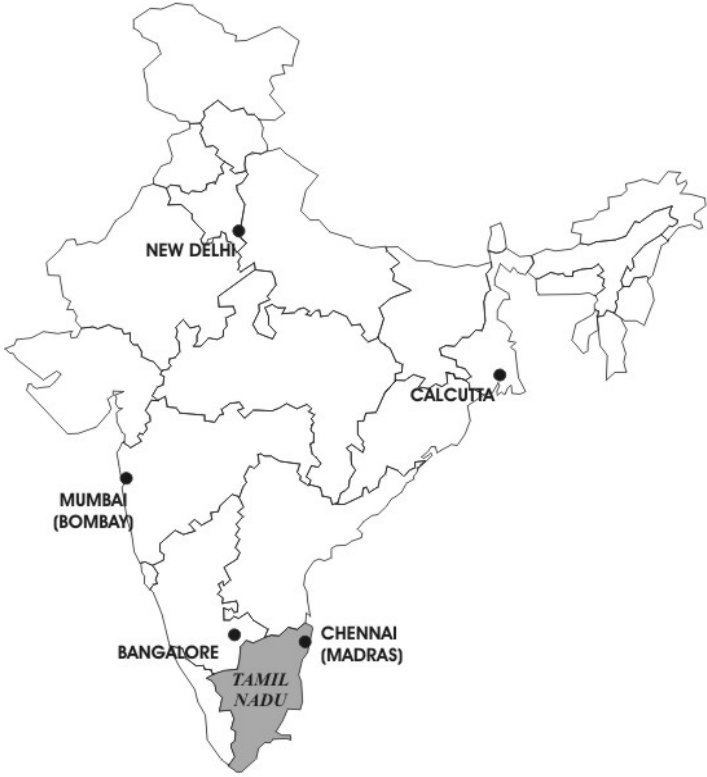 NEW DELHI
CALCUTTA
MUMBAI
(BOMBAY)
CHENNAI
(MADRAS)
BANGALORE
TAMIL
NADU